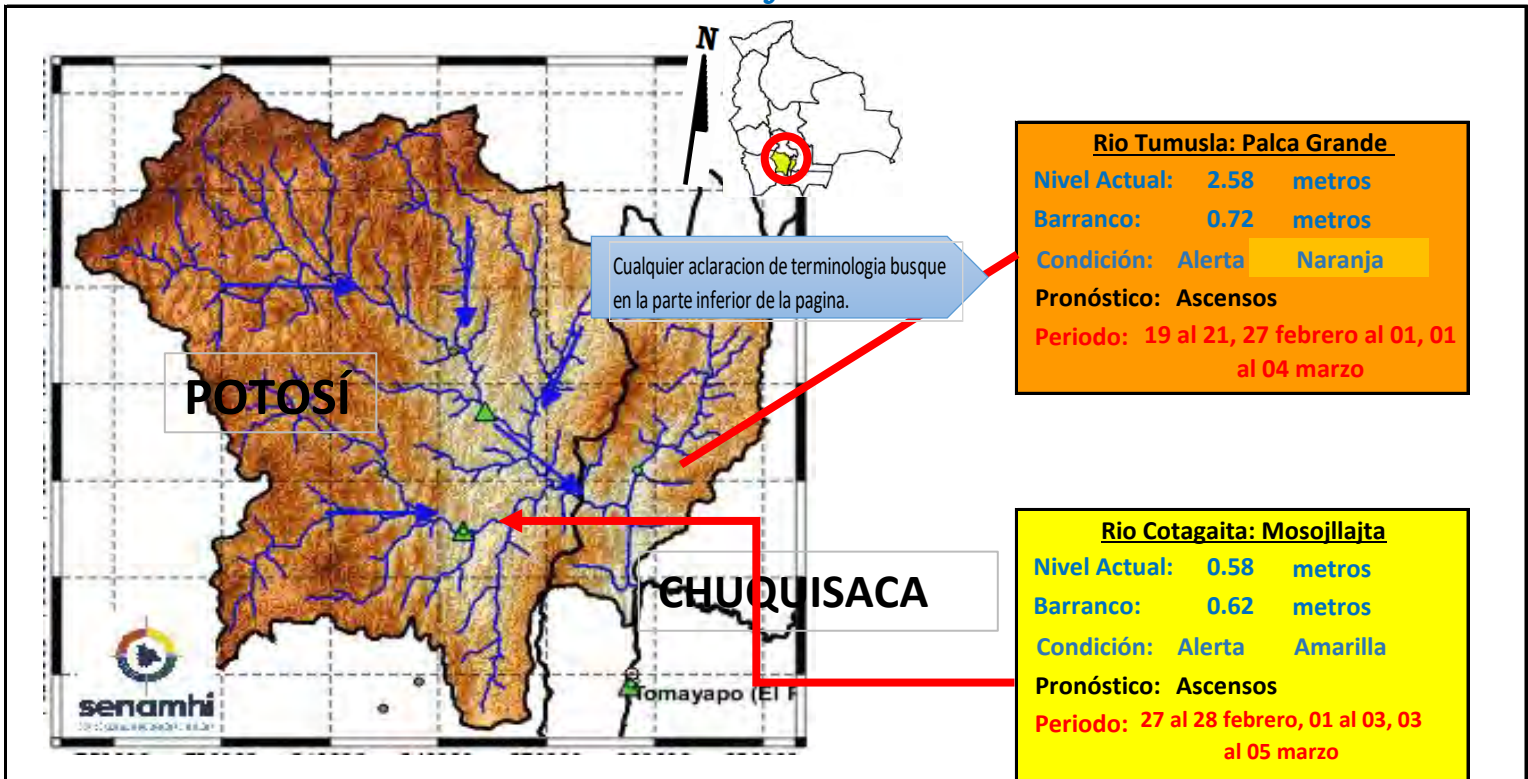 N
Rio Tumusla: Palca Grande
Nivel Actual: 2.58 metros
Barranco: 0.72 metros
Condición: Alerta Naranja
Pronóstico: Ascensos
Periodo: 19 al 21, 27 febrero al 01, 01
al 04 marzo
Cualquier aclaracion de terminologia busque
en la parte inferior de la pagina.
POTOSÍ
CHUQUISACA
Rio Cotagaita: Mosojllajta
Nivel Actual: 0.58 metros
Barranco: 0.62 metros
Condición: Alerta Amarilla
Pronóstico: Ascensos
Periodo: 27 al 28 febrero, 01 al 03, 03
al 05 marzo
senamhi
Tomayapo (El